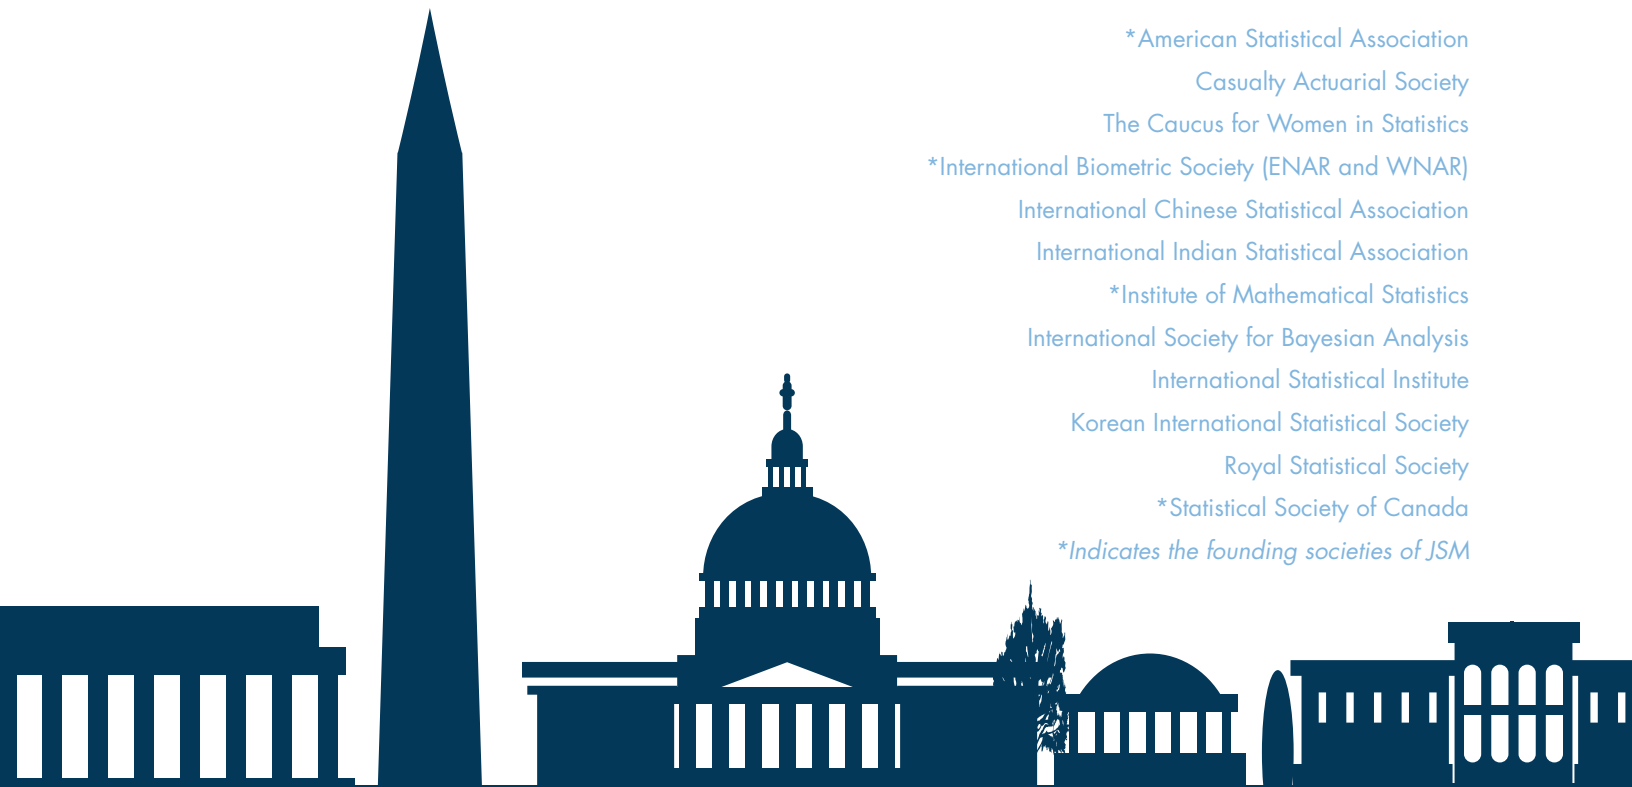 *American Statistical Association
Casualty Actuarial Society
The Caucus for Women in Statistics
*International Biometric Society (ENAR and WNAR)
International Chinese Statistical Association
International Indian Statistical Association
*Institute of Mathematical Statistics
International Society for Bayesian Analysis
International Statistical Institute
Korean International Statistical Society
Royal Statistical Society
*Statistical Society of Canada
*Indicates the founding societies of JSM